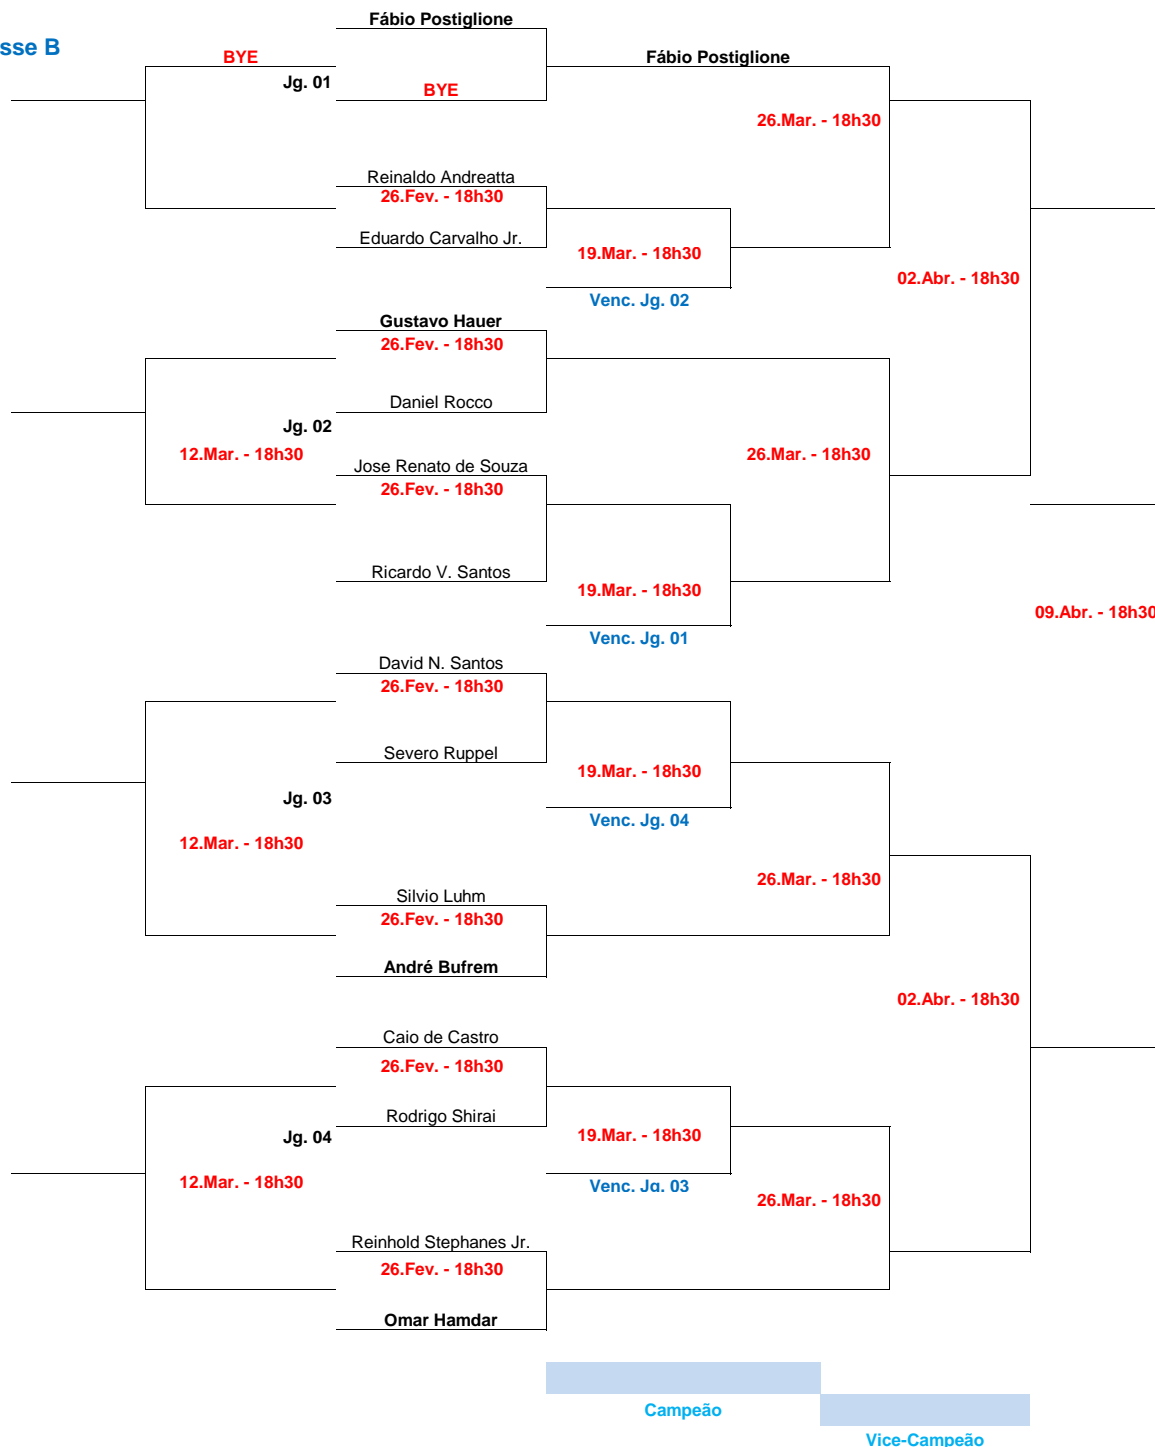 Fábio Postiglione
sse B
BYE
Fábio Postiglione
Jg. 01
BYE
26.Mar. - 18h30
Reinaldo Andreatta
26.Fev. - 18h30
Eduardo Carvalho Jr.
19.Mar. - 18h30
02.Abr. - 18h30
Venc. Jg. 02
Gustavo Hauer
26.Fev. - 18h30
Daniel Rocco
Jg. 02
12.Mar. - 18h30
26.Mar. - 18h30
Jose Renato de Souza
26.Fev. - 18h30
Ricardo V. Santos
19.Mar. - 18h30
09.Abr. - 18h30
Venc. Jg. 01
David N. Santos
26.Fev. - 18h30
Severo Ruppel
19.Mar. - 18h30
Jg. 03
Venc. Jg. 04
12.Mar. - 18h30
26.Mar. - 18h30
Silvio Luhm
26.Fev. - 18h30
André Bufrem
02.Abr. - 18h30
Caio de Castro
26.Fev. - 18h30
Rodrigo Shirai
Jg. 04
19.Mar. - 18h30
12.Mar. - 18h30
Venc. Jg. 03
26.Mar. - 18h30
Reinhold Stephanes Jr.
26.Fev. - 18h30
Omar Hamdar
Campeão
Vice-Campeão